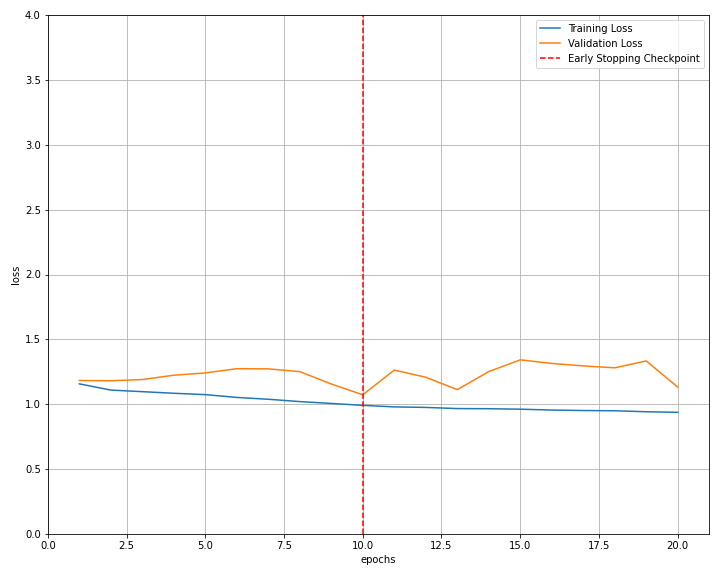 4.0
3.5
3.0
2.5
2.0
1.5
1.0
0.5
0.0
loss
Training Loss
Validation Loss
Early Stopping Checkpoint
0.0 2.5 5.0 7.5 10.0 12.5 15.0 17.5 20.0
epochs